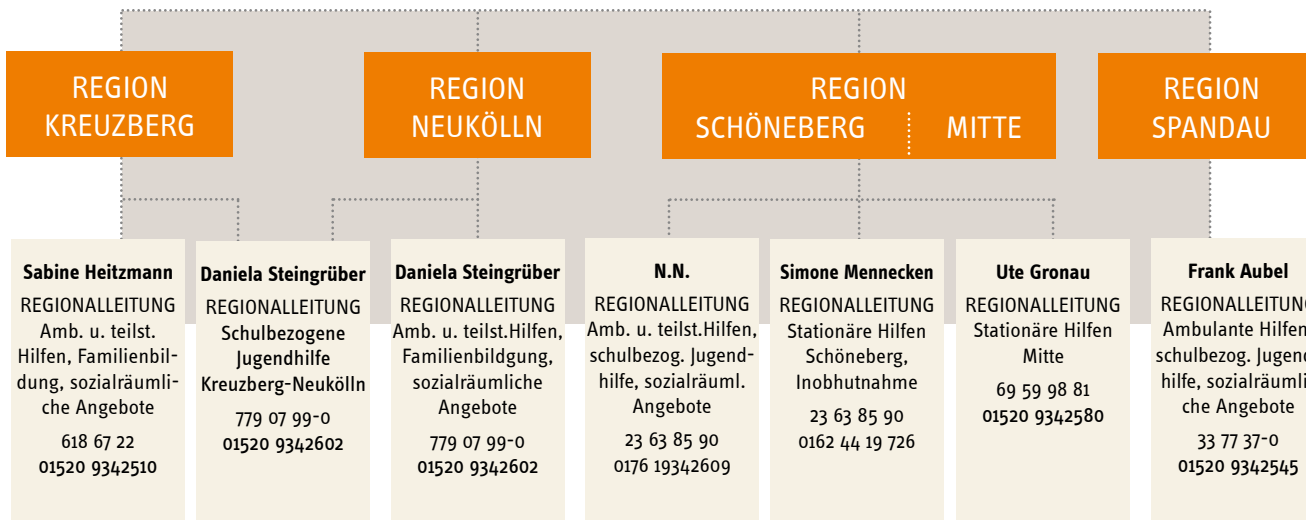 REGION
KREUZBERG
REGION
NEUKÖLLN
REGION
SCHÖNEBERG MITTE
REGION
SPANDAU
Sabine Heitzmann
REGIONALLEITUNG
Amb. u. teilst.
Hilfen, Familienbil-
dung, sozialräumli-
che Angebote
618 67 22
01520 9342510
Daniela Steingrüber
REGIONALLEITUNG
Schulbezogene
Jugendhilfe
Kreuzberg-Neukölln
779 07 99-0
01520 9342602
Daniela Steingrüber
REGIONALLEITUNG
Amb. u. teilst.Hilfen,
Familienbildgung,
sozialräumliche
Angebote
779 07 99-0
01520 9342602
N.N.
REGIONALLEITUNG
Amb. u. teilst.Hilfen,
schulbezog. Jugend-
hilfe, sozialräuml.
Angebote
23 63 85 90
0176 19342609
Simone Mennecken
REGIONALLEITUNG
Stationäre Hilfen
Schöneberg,
Inobhutnahme
23 63 85 90
0162 44 19 726
Ute Gronau
REGIONALLEITUNG
Stationäre Hilfen
Mitte
69 59 98 81
01520 9342580
Frank Aubel
REGIONALLEITUNG
Ambulante Hilfen
schulbezog. Jugend
hilfe, sozialräumli
che Angebote
33 77 37-0
01520 9342545